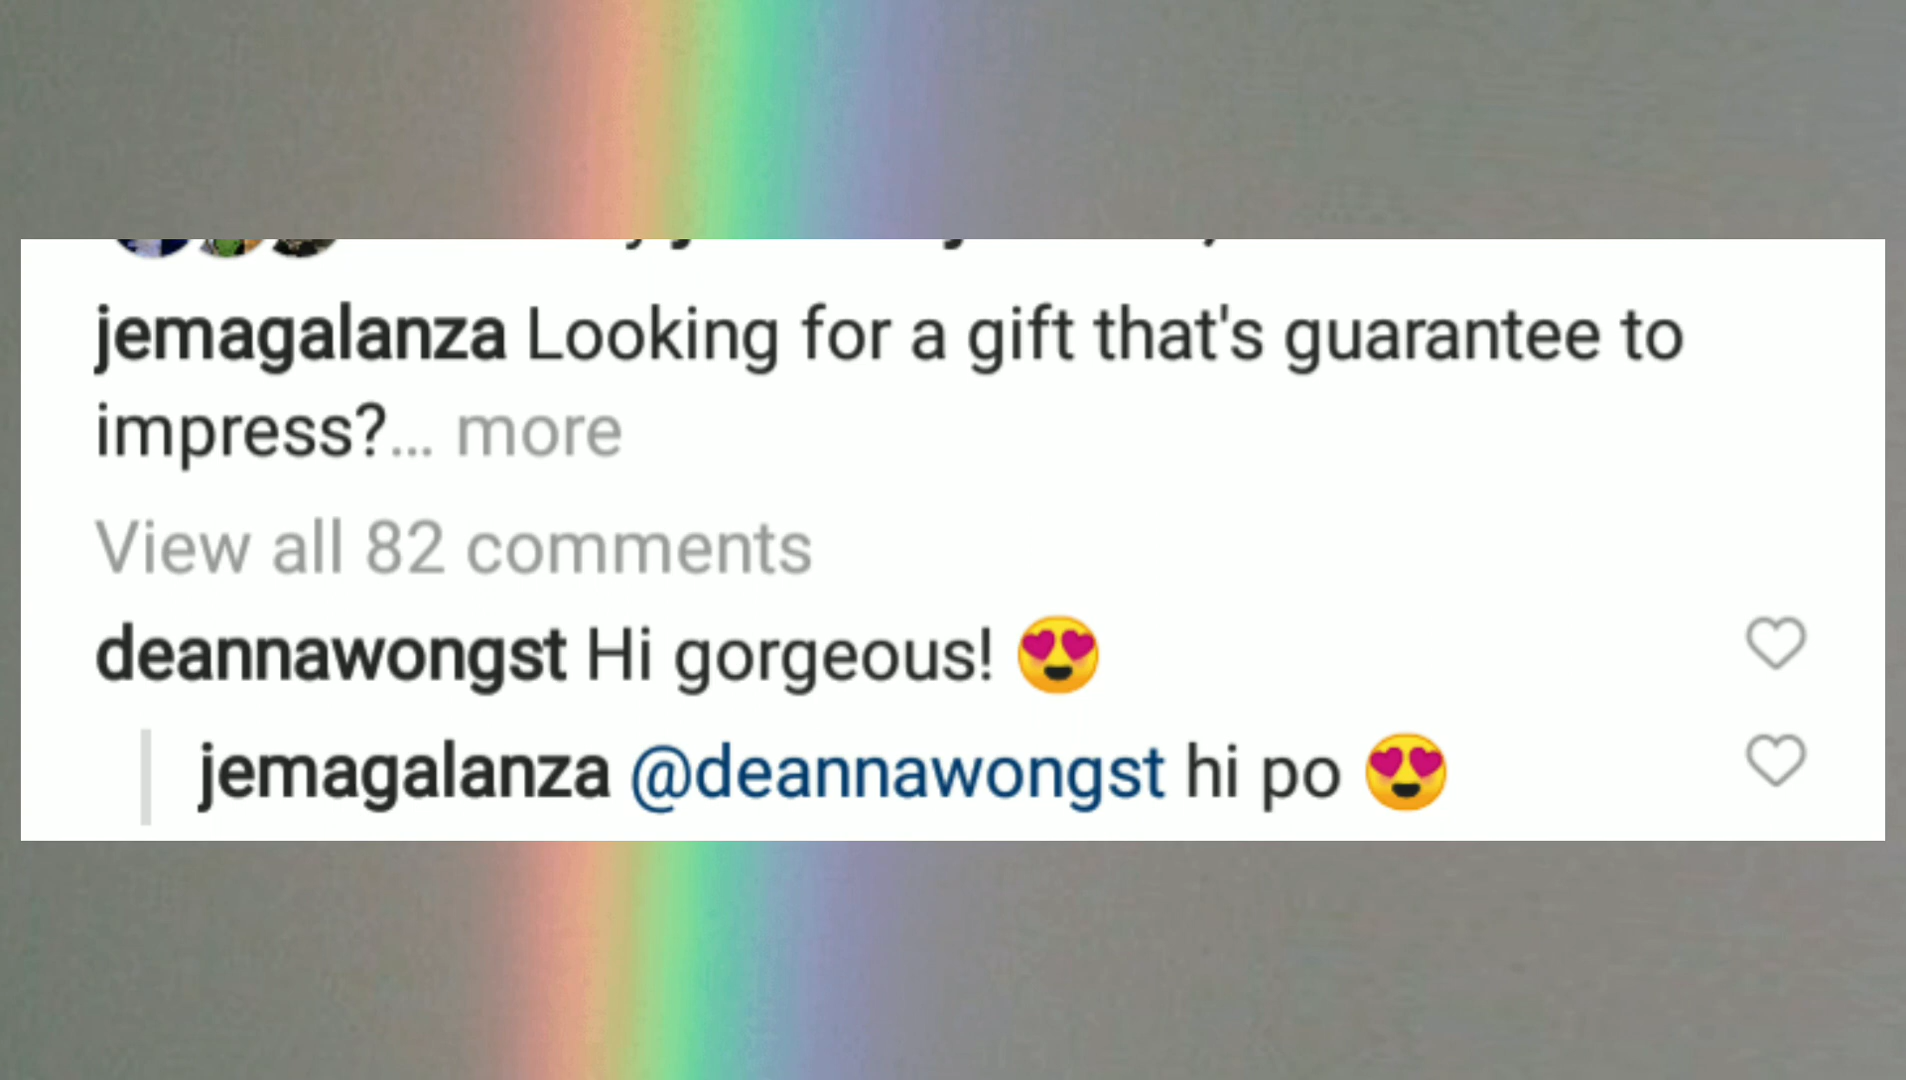 jemagalanza Looking for a gift that's guarantee to
impress?... more
View all 82 comments
deannawongst Hi gorgeous! 😍
jemagalanza @deannawongst hi po 😍